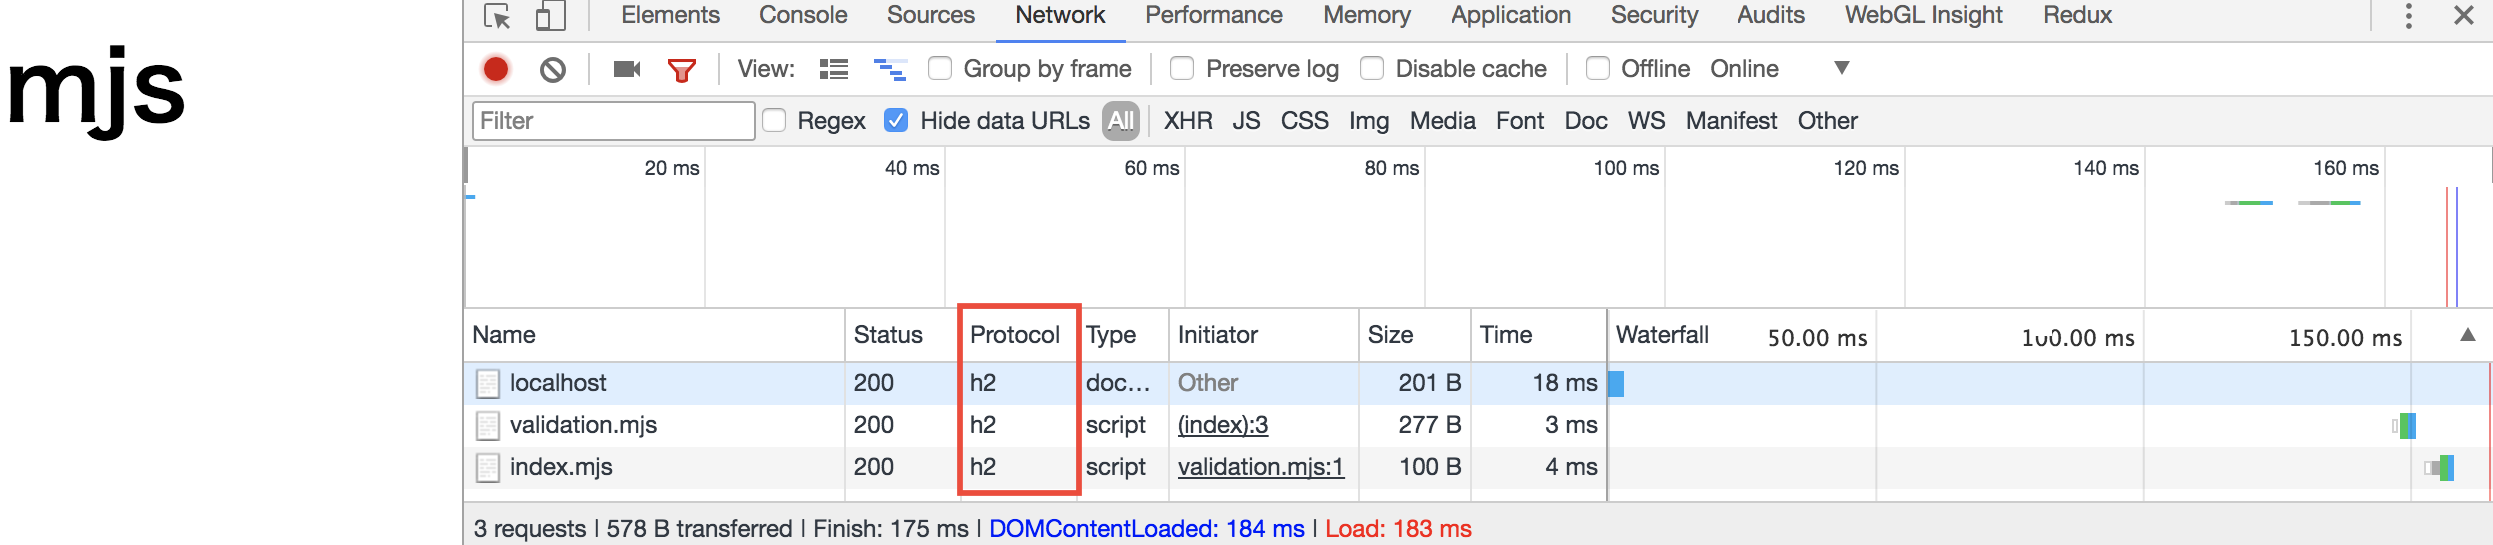 mjs
Elements Console Sources Network Performance Memory Application Security Audits WebGL Insight Redux
View: Group by frame Preserve log Disable cache Offline Online
Filter Regex Hide data URLs All XHR JS CSS Img Media Font Doc WS Manifest Other
20 ms 40 ms 60 ms 80 ms 100 ms 120 ms 140 ms 160 ms
Name Status Protocol Type Initiator Size Time Waterfall 50.00 ms 100.00 ms 150.00 ms
localhost 200 h2 doc… Other 201 B 18 ms
validation.mjs 200 h2 script (index):3 277 B 3 ms
index.mjs 200 h2 script validation.mjs:1 100 B 4 ms
3 requests | 578 B transferred | Finish: 175 ms | DOMContentLoaded: 184 ms | Load: 183 ms